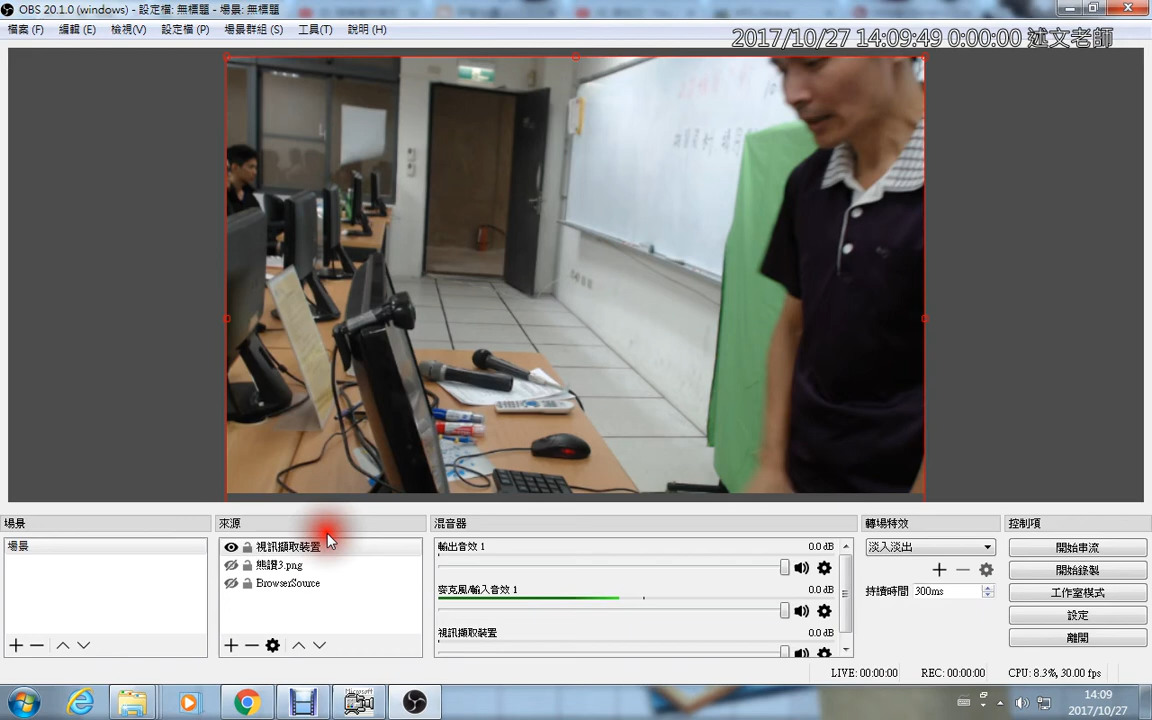 OBS 20.1.0 (windows) - 設定檔: 無標題 - 場景: 無標題
檔案 (F) 編輯 (E) 檢視(V) 設定檔 (P) 場景群組 (S) 工具(T) 說明 (H)
2017/10/27 14:09:49 0:00:00 述文老師
場景
場景
來源
視訊擷取裝置
熊讚3.png
BrowserSource
混音器
輸出音效 1
0.0 dB
麥克風/輸入音效 1
0.0 dB
視訊擷取裝置
0.0 dB
轉場特效
淡入淡出
持續時間 300ms
控制項
開始串流
開始錄製
工作室模式
設定
離開
LIVE: 00:00:00 REC: 00:00:00 CPU: 8.3%, 30.00 fps
Microsoft
14:09
2017/10/27